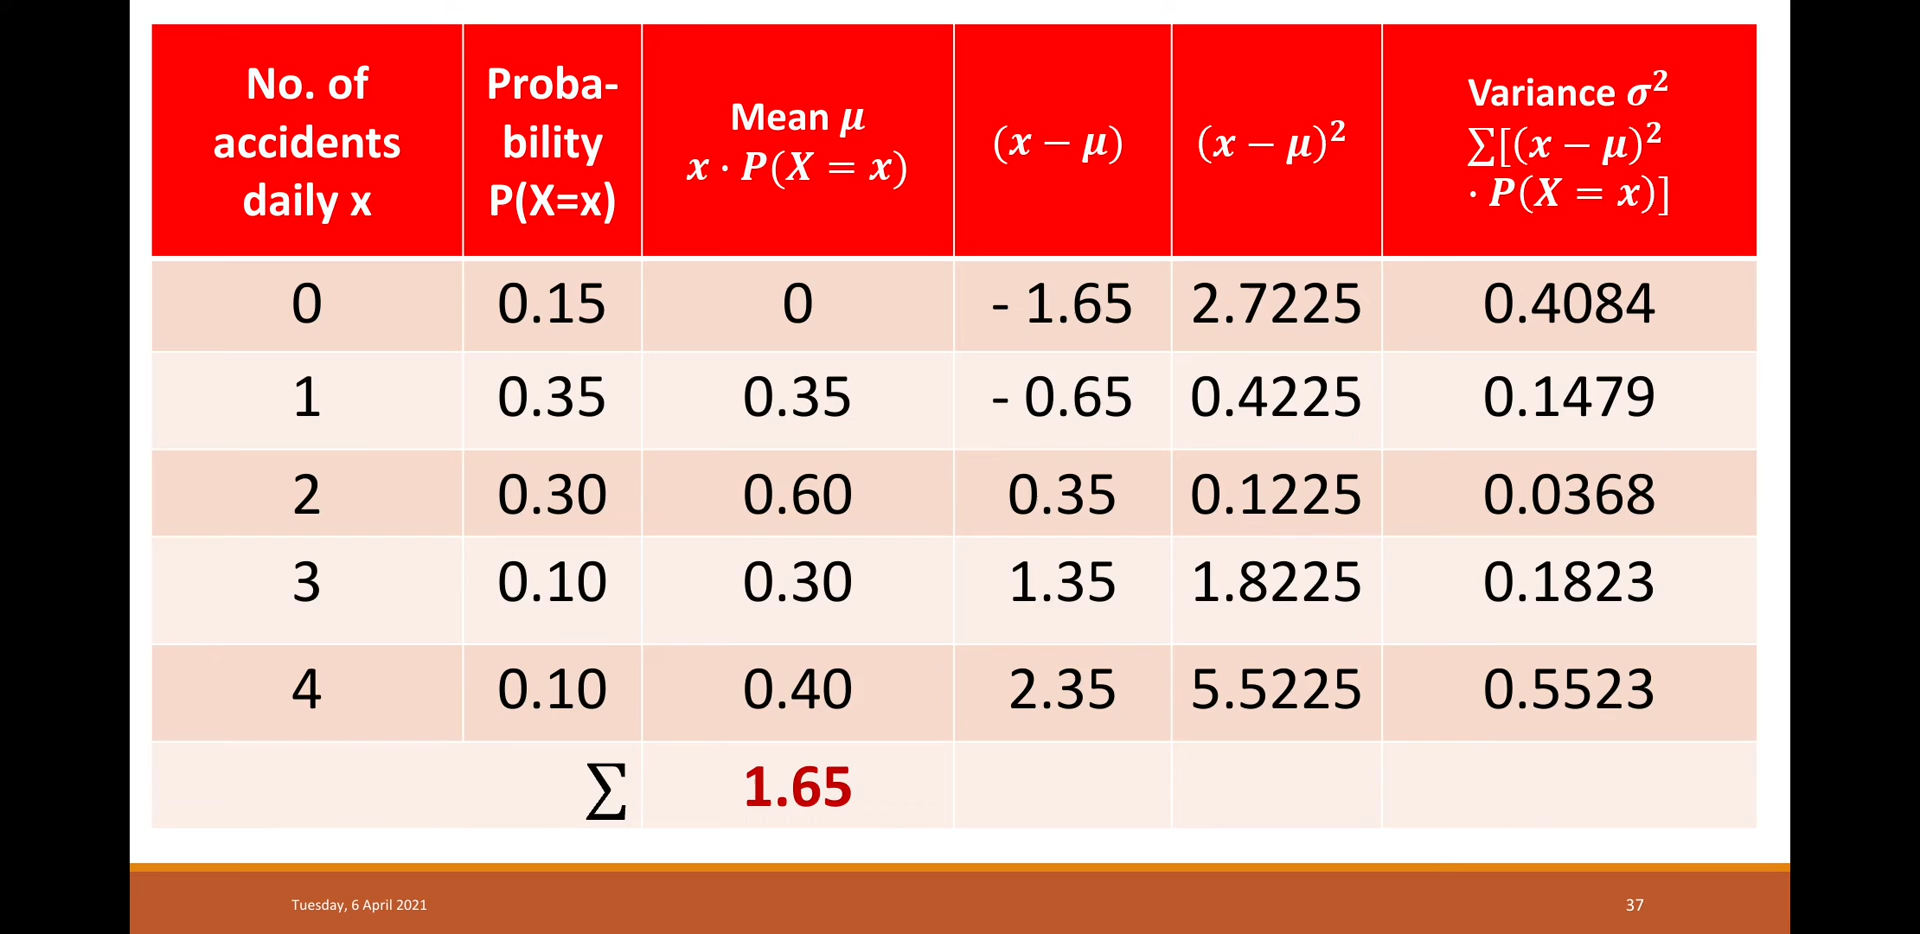 No. of
accidents
daily x
Proba-
bility
P(X=x)
Mean μ
x · P(X = x)
(x − μ)
(x − μ)²
Variance σ²
∑[(x − μ)²
· P(X = x)]
0 0.15 0 - 1.65 2.7225 0.4084
1 0.35 0.35 - 0.65 0.4225 0.1479
2 0.30 0.60 0.35 0.1225 0.0368
3 0.10 0.30 1.35 1.8225 0.1823
4 0.10 0.40 2.35 5.5225 0.5523
∑ 1.65
Tuesday, 6 April 2021
37